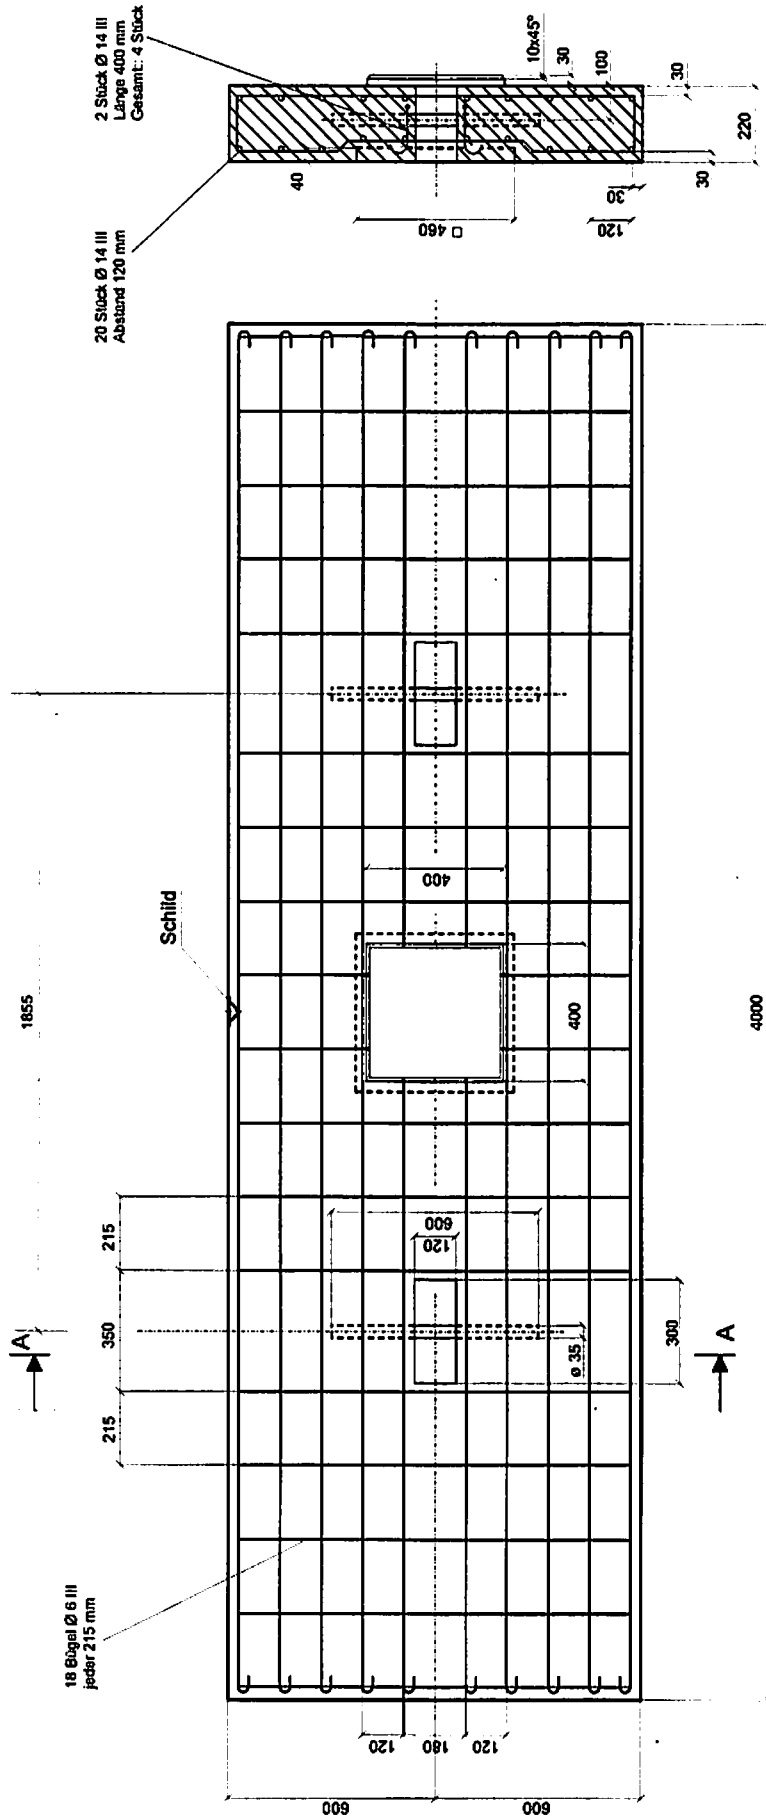 2 Stück Ø 14 III
Länge 400 mm
Gesamt: 4 Stück
20 Stück Ø 14 III
Abstand 120 mm
10x45°
30
100
30
220
30
30
120
□ 460
40
Schild
1855
4000
400
400
215
350
215
600
120
ø 35
300
A
A
18 Bügel Ø 6 III
jeder 215 mm
120
180
120
600
600